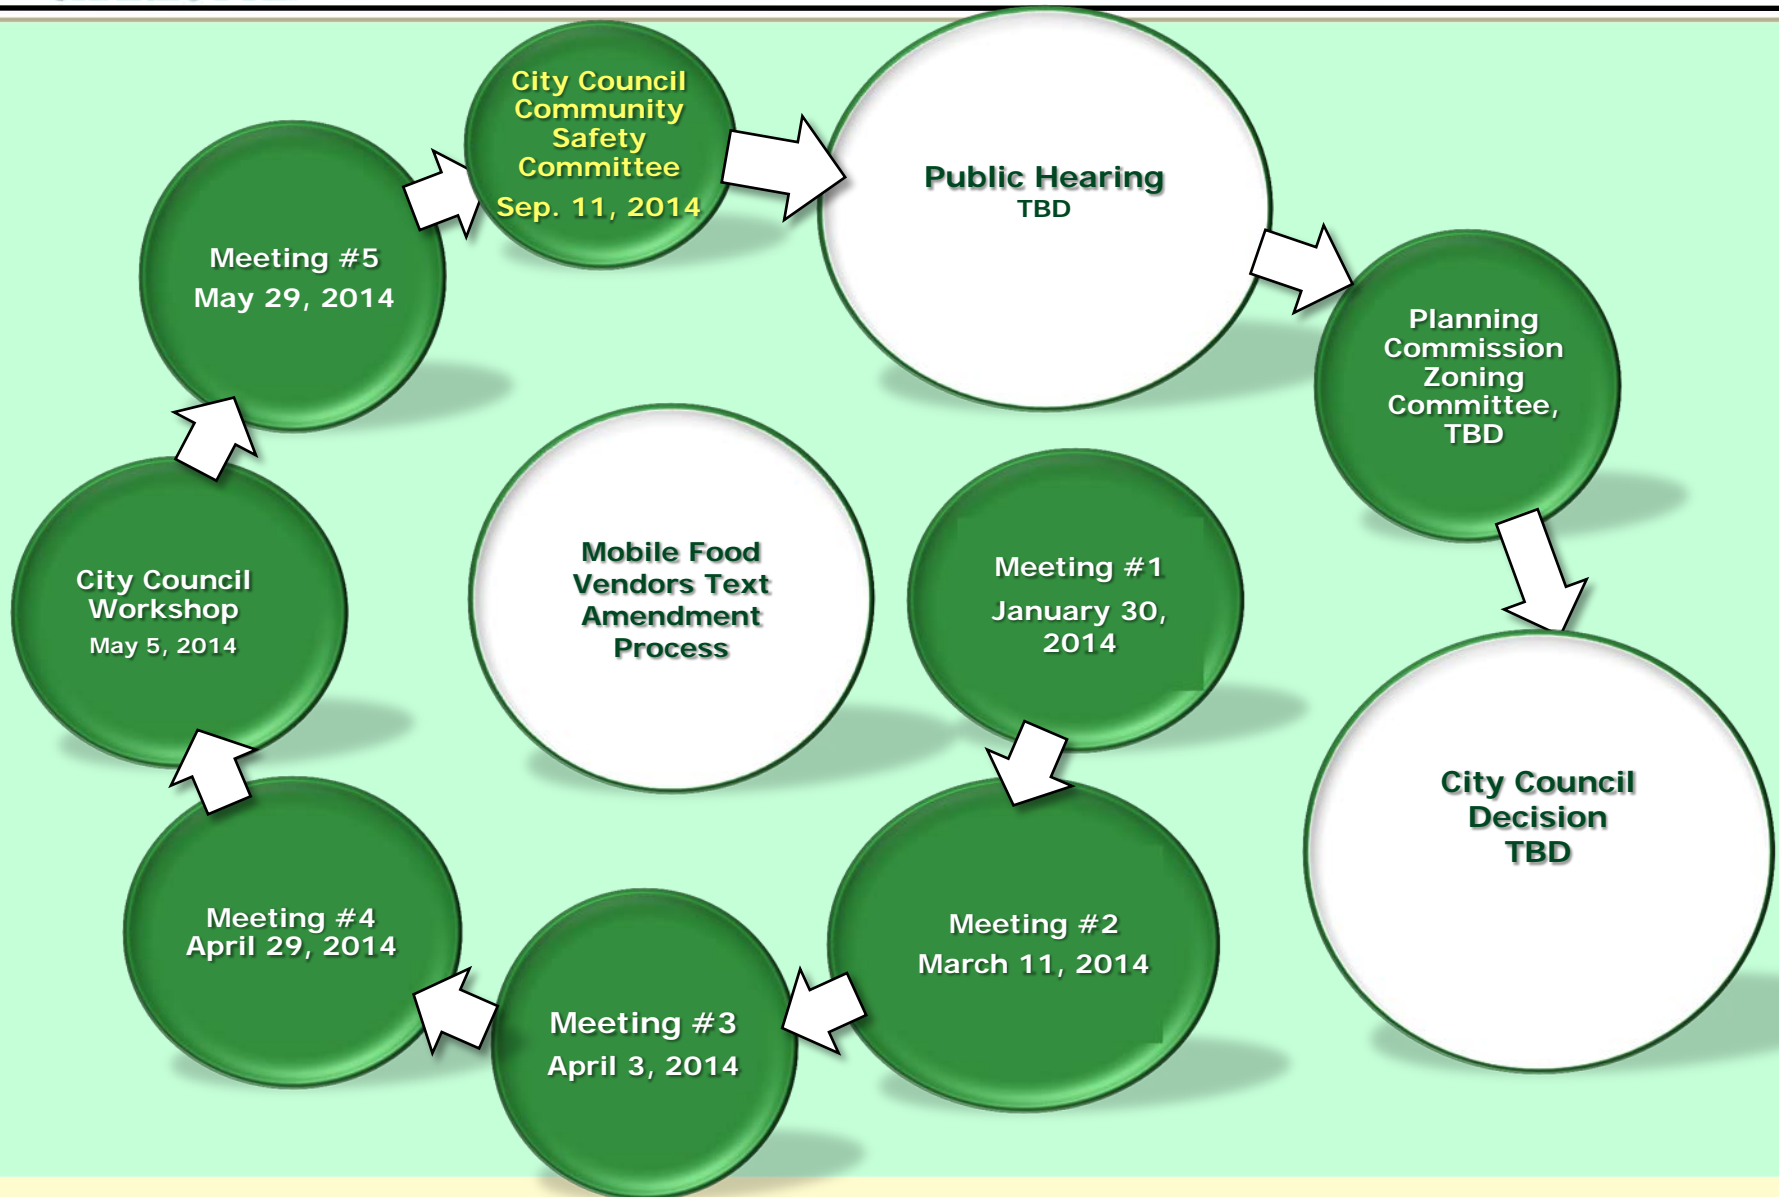 City Council
Community
Safety
Committee
Sep. 11, 2014
Public Hearing
TBD
Meeting #5
May 29, 2014
Planning
Commission
Zoning
Committee,
TBD
Mobile Food
Vendors Text
Amendment
Process
Meeting #1
January 30,
2014
City Council
Workshop
May 5, 2014
City Council
Decision
TBD
Meeting #4
April 29, 2014
Meeting #2
March 11, 2014
Meeting #3
April 3, 2014